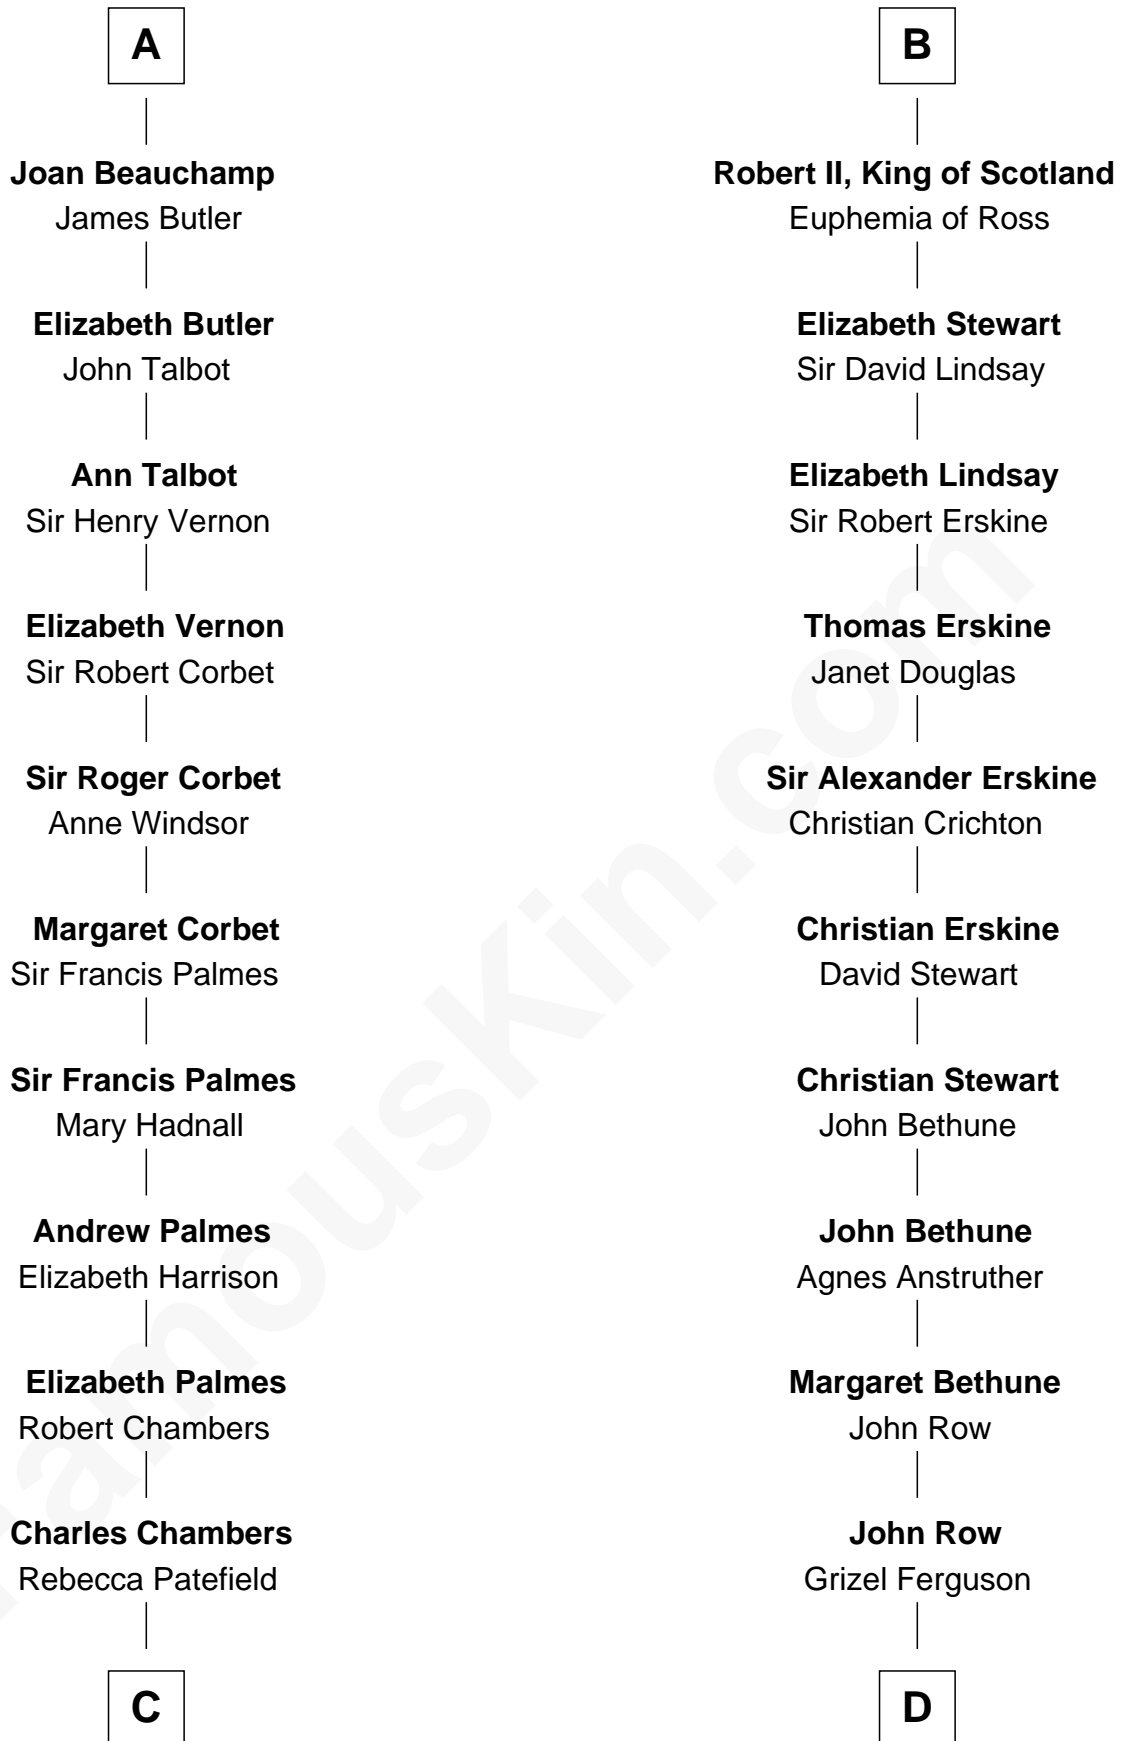 A
Joan Beauchamp
James Butler
Elizabeth Butler
John Talbot
Ann Talbot
Sir Henry Vernon
Elizabeth Vernon
Sir Robert Corbet
Sir Roger Corbet
Anne Windsor
Margaret Corbet
Sir Francis Palmes
Sir Francis Palmes
Mary Hadnall
Andrew Palmes
Elizabeth Harrison
Elizabeth Palmes
Robert Chambers
Charles Chambers
Rebecca Patefield
C
B
Robert II, King of Scotland
Euphemia of Ross
Elizabeth Stewart
Sir David Lindsay
Elizabeth Lindsay
Sir Robert Erskine
Thomas Erskine
Janet Douglas
Sir Alexander Erskine
Christian Crichton
Christian Erskine
David Stewart
Christian Stewart
John Bethune
John Bethune
Agnes Anstruther
Margaret Bethune
John Row
John Row
Grizel Ferguson
D
FamousKin.com